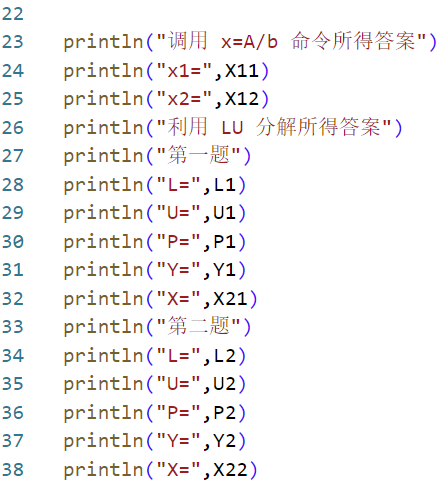 22
23 println("调用 x=A/b 命令所得答案")
24 println("x1=",X11)
25 println("x2=",X12)
26 println("利用 LU 分解所得答案")
27 println("第一题")
28 println("L=",L1)
29 println("U=",U1)
30 println("P=",P1)
31 println("Y=",Y1)
32 println("X=",X21)
33 println("第二题")
34 println("L=",L2)
35 println("U=",U2)
36 println("P=",P2)
37 println("Y=",Y2)
38 println("X=",X22)